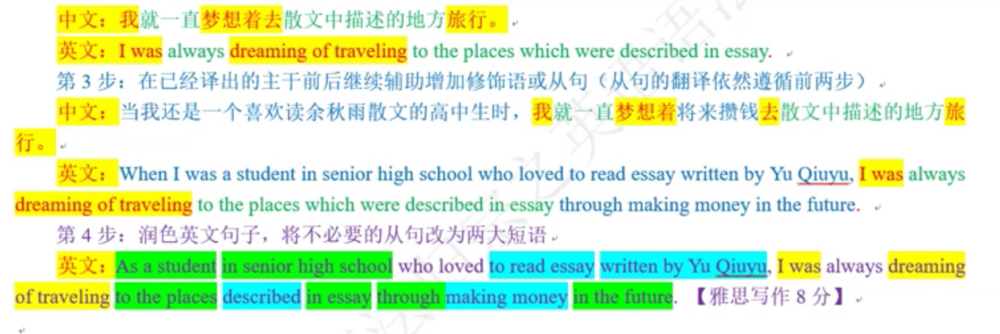 中文：我就一直梦想着去散文中描述的地方旅行。
英文：I was always dreaming of traveling to the places which were described in essay.
第 3 步：在已经译出的主干前后继续辅助增加修饰语或从句（从句的翻译依然遵循前两步）
中文：当我还是一个喜欢读余秋雨散文的高中生时，我就一直梦想着将来攒钱去散文中描述的地方旅
行。
英文：When I was a student in senior high school who loved to read essay written by Yu Qiuyu, I was always
dreaming of traveling to the places which were described in essay through making money in the future.
第 4 步：润色英文句子，将不必要的从句改为两大短语
英文：As a student in senior high school who loved to read essay written by Yu Qiuyu, I was always dreaming
of traveling to the places described in essay through making money in the future. 【雅思写作 8 分】